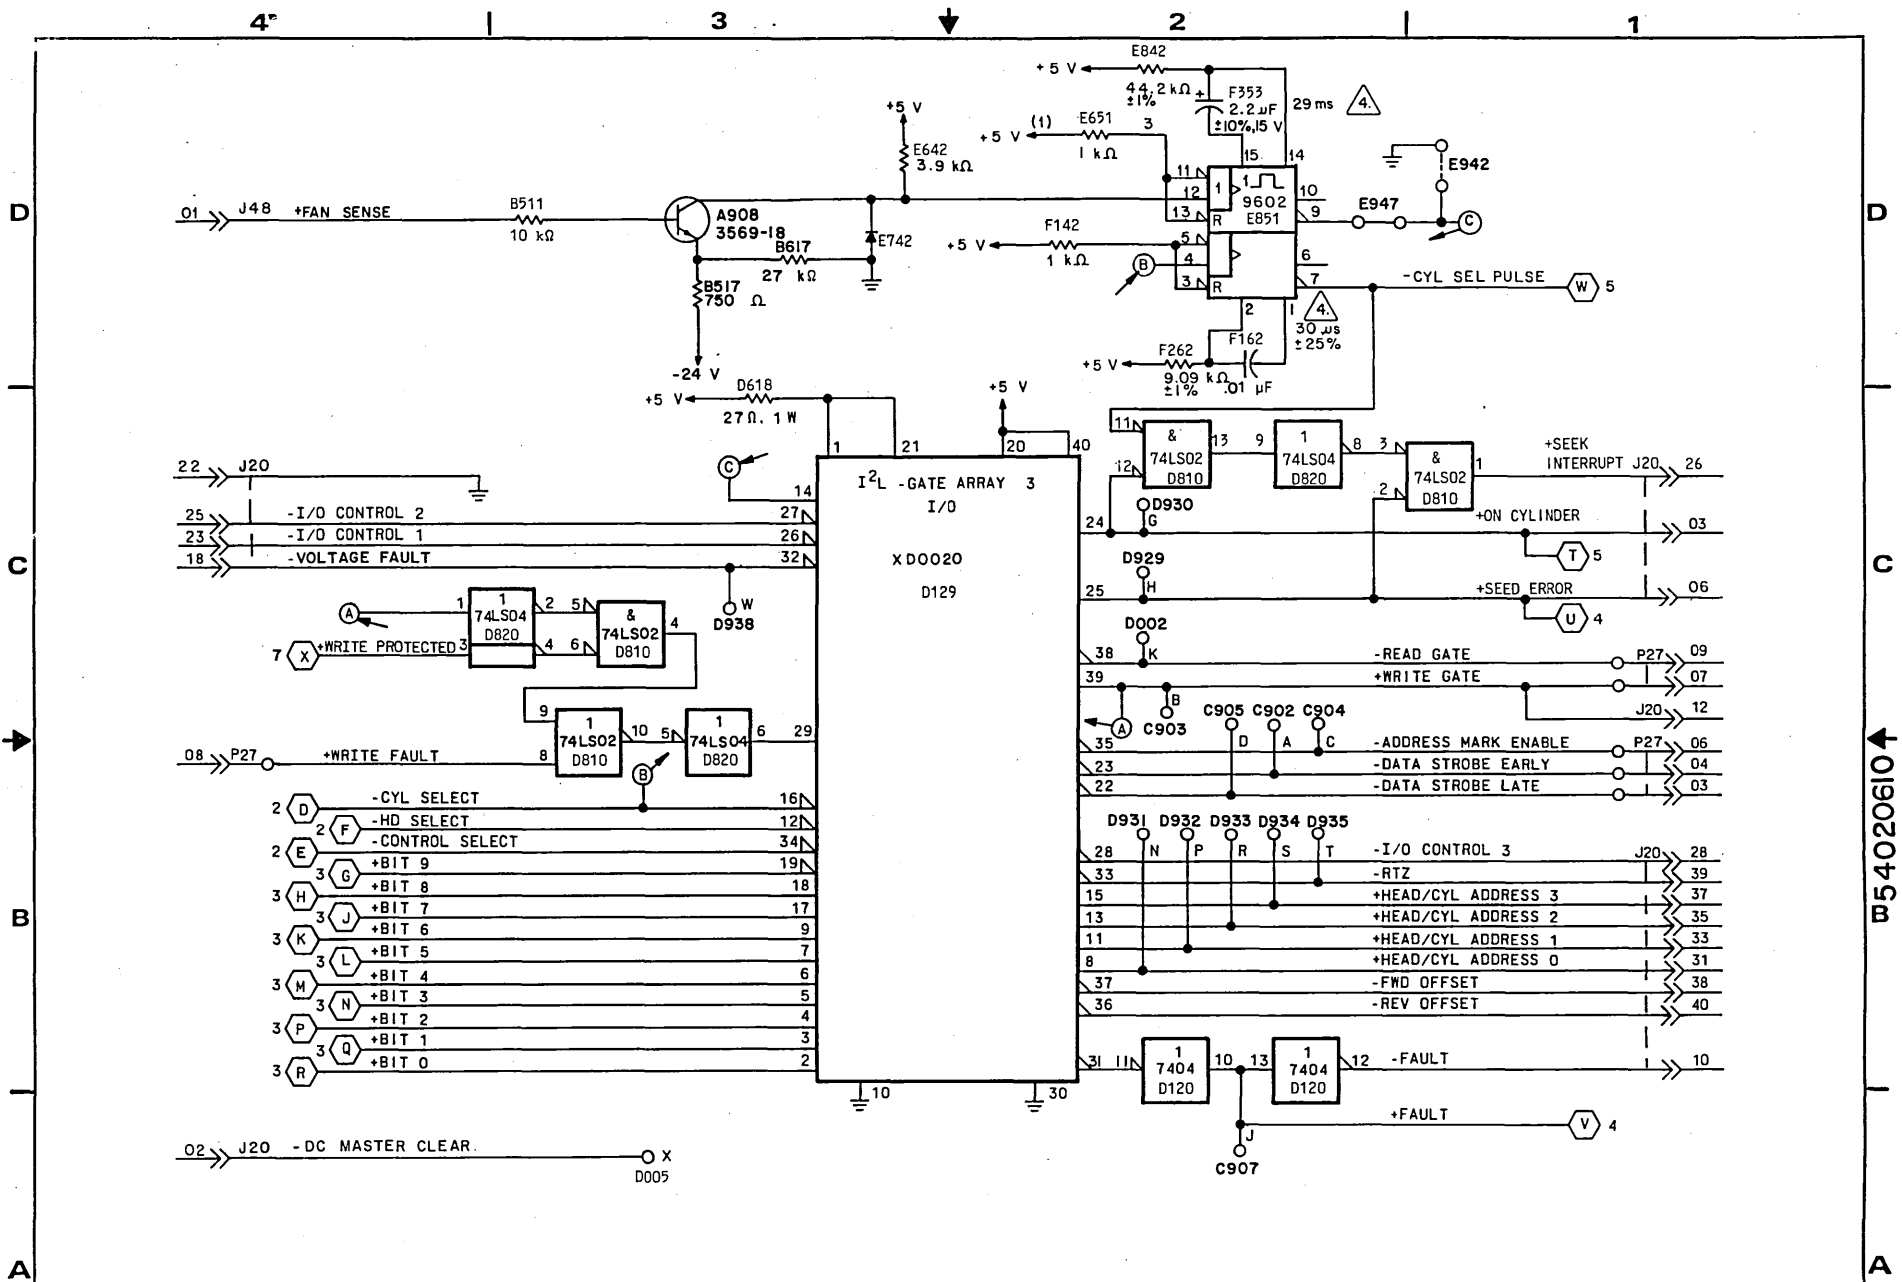 4 3 2 1
E842
+5 V
44.2 kΩ
±1%
+
F353
2.2 µF
±10%,15 V
29 ms
4.
+5 V
(1)
E651
3
1 kΩ
+5 V
E642
3.9 kΩ
15 14
E942
D
01 J48 +FAN SENSE
B511
10 kΩ
A908
3569-18
B617
27 kΩ
E742
B517
750 Ω
-24 V
11
12
13
1
R
1
9602
E851
10
9
E947
C
D
+5 V
F142
1 kΩ
B
5
4
3
R
6
7
-CYL SEL PULSE
W 5
2 1
4.
30 µs
±25%
+5 V
F262
9.09 kΩ
±1%
F162
.01 µF
+5 V
D618
27Ω, 1 W
+5 V
1 21 20 40
C
22 J20
14
I²L -GATE ARRAY 3
I/O
XD0020
D129
25 -I/O CONTROL 2 27
23 -I/O CONTROL 1 26
18 -VOLTAGE FAULT 32
W
D938
C
A
1
1
74LS04
D820
2
5
&
74LS02
D810
4
7 X +WRITE PROTECTED 3
4
6
9
1
74LS02
D810
10
5
1
74LS04
D820
6
29
08 P27 +WRITE FAULT 8
B
2 D -CYL SELECT 16
2 F -HD SELECT 12
2 E -CONTROL SELECT 34
3 G +BIT 9 19
3 H +BIT 8 18
3 J +BIT 7 17
3 K +BIT 6 9
3 L +BIT 5 7
3 M +BIT 4 6
3 N +BIT 3 5
3 P +BIT 2 4
3 Q +BIT 1 3
3 R +BIT 0 2
B
10 30
02 J20 -DC MASTER CLEAR. X
D005
11
12
&
74LS02
D810
13
9
1
74LS04
D820
8
3
2
&
74LS02
D810
1
+SEEK
INTERRUPT J20 26
D930
G
24 +ON CYLINDER 03
T 5
C
D929
H
25 +SEED ERROR 06
U 4
D002
K
38 -READ GATE P27 09
39 +WRITE GATE 07
A
B
C903
J20 12
C905 C902 C904
D A C
35 -ADDRESS MARK ENABLE P27 06
23 -DATA STROBE EARLY 04
22 -DATA STROBE LATE 03
D931 D932 D933 D934 D935
N P R S T
28 -I/O CONTROL 3 J20 28
33 -RTZ 39
15 +HEAD/CYL ADDRESS 3 37
13 +HEAD/CYL ADDRESS 2 35
11 +HEAD/CYL ADDRESS 1 33
8 +HEAD/CYL ADDRESS 0 31
37 -FWD OFFSET 38
36 -REV OFFSET 40
B
31 11
1
7404
D120
10
13
1
7404
D120
12
-FAULT 10
+FAULT V 4
J
C907
A A
54020610